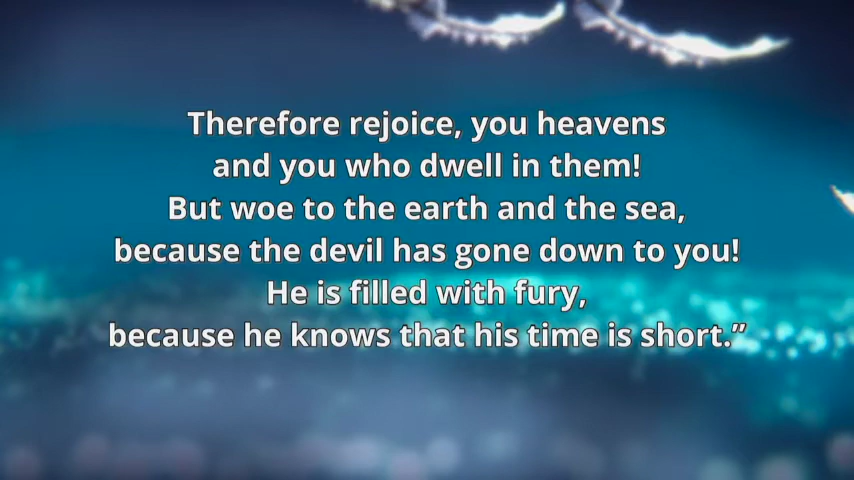 Therefore rejoice, you heavens
and you who dwell in them!
But woe to the earth and the sea,
because the devil has gone down to you!
He is filled with fury,
because he knows that his time is short.”